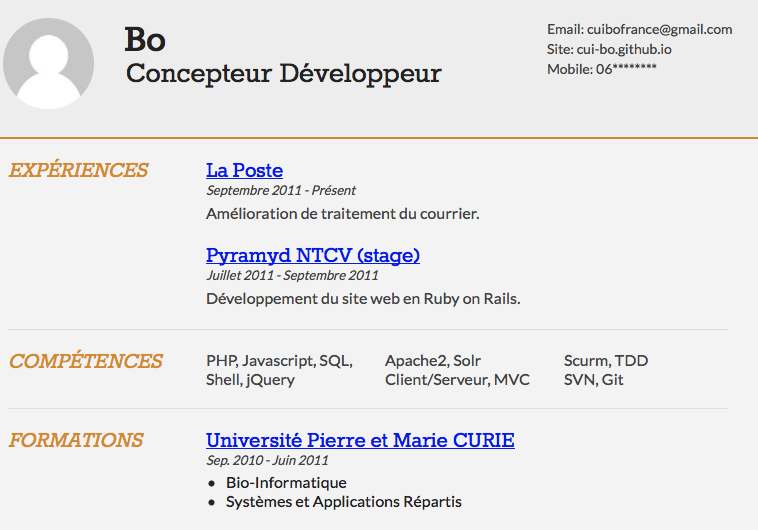 Bo
Concepteur Développeur
Email: cuibofrance@gmail.com
Site: cui-bo.github.io
Mobile: 06********
EXPÉRIENCES
La Poste
Septembre 2011 - Présent
Amélioration de traitement du courrier.
Pyramyd NTCV (stage)
Juillet 2011 - Septembre 2011
Développement du site web en Ruby on Rails.
COMPÉTENCES
PHP, Javascript, SQL,
Shell, jQuery
Apache2, Solr
Client/Serveur, MVC
Scurm, TDD
SVN, Git
FORMATIONS
Université Pierre et Marie CURIE
Sep. 2010 - Juin 2011
• Bio-Informatique
• Systèmes et Applications Répartis